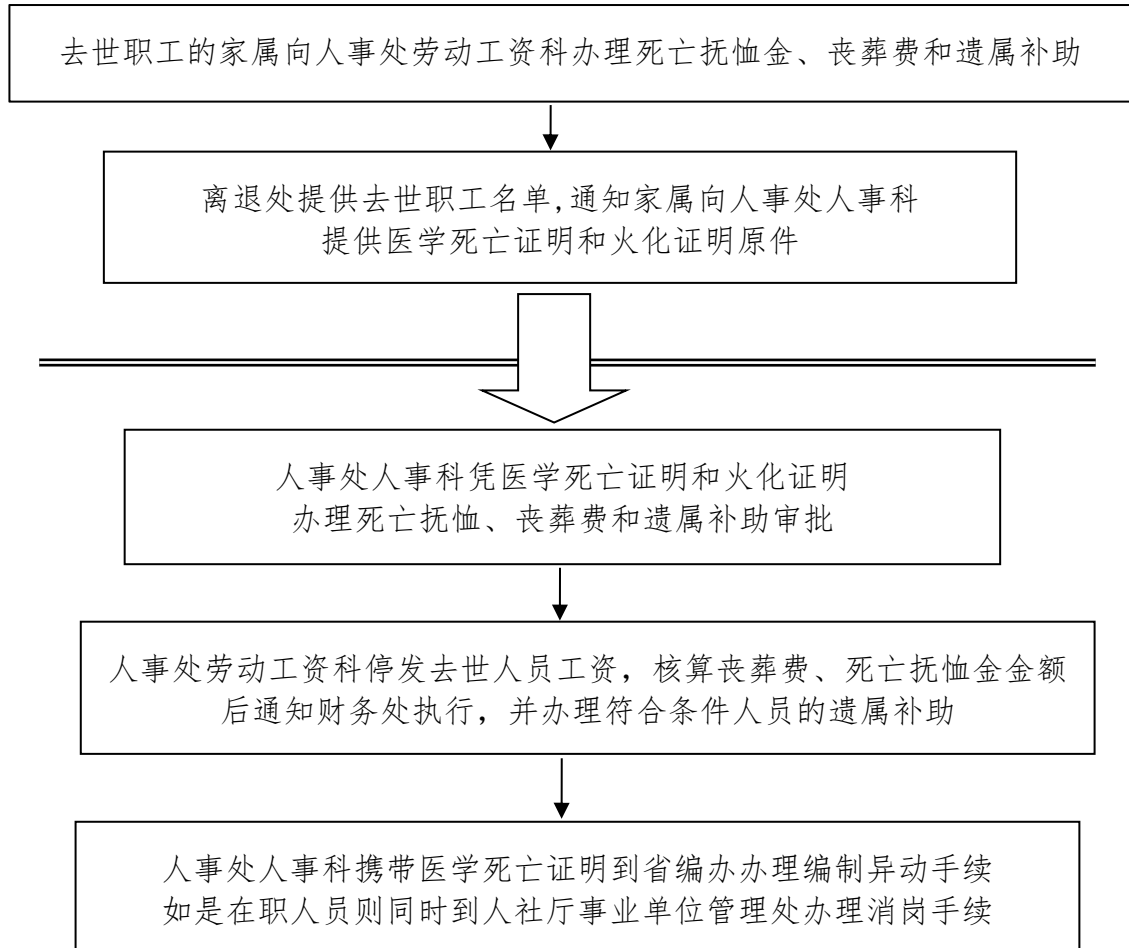 去世职工的家属向人事处劳动工资科办理死亡抚恤金、丧葬费和遗属补助
离退处提供去世职工名单,通知家属向人事处人事科
提供医学死亡证明和火化证明原件
人事处人事科凭医学死亡证明和火化证明
办理死亡抚恤、丧葬费和遗属补助审批
人事处劳动工资科停发去世人员工资，核算丧葬费、死亡抚恤金金额
后通知财务处执行，并办理符合条件人员的遗属补助
人事处人事科携带医学死亡证明到省编办办理编制异动手续
如是在职人员则同时到人社厅事业单位管理处办理消岗手续